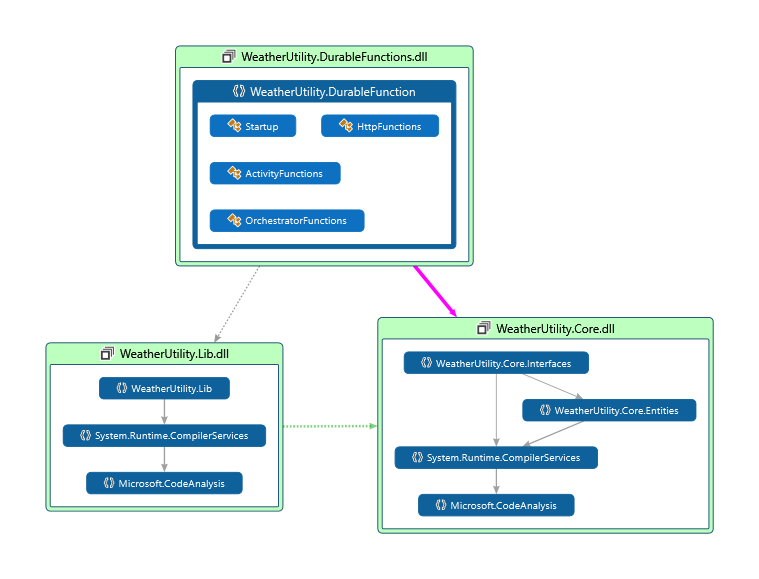 WeatherUtility.DurableFunctions.dll
WeatherUtility.DurableFunction
Startup
HttpFunctions
ActivityFunctions
OrchestratorFunctions
WeatherUtility.Lib.dll
WeatherUtility.Lib
System.Runtime.CompilerServices
Microsoft.CodeAnalysis
WeatherUtility.Core.dll
WeatherUtility.Core.Interfaces
WeatherUtility.Core.Entities
System.Runtime.CompilerServices
Microsoft.CodeAnalysis